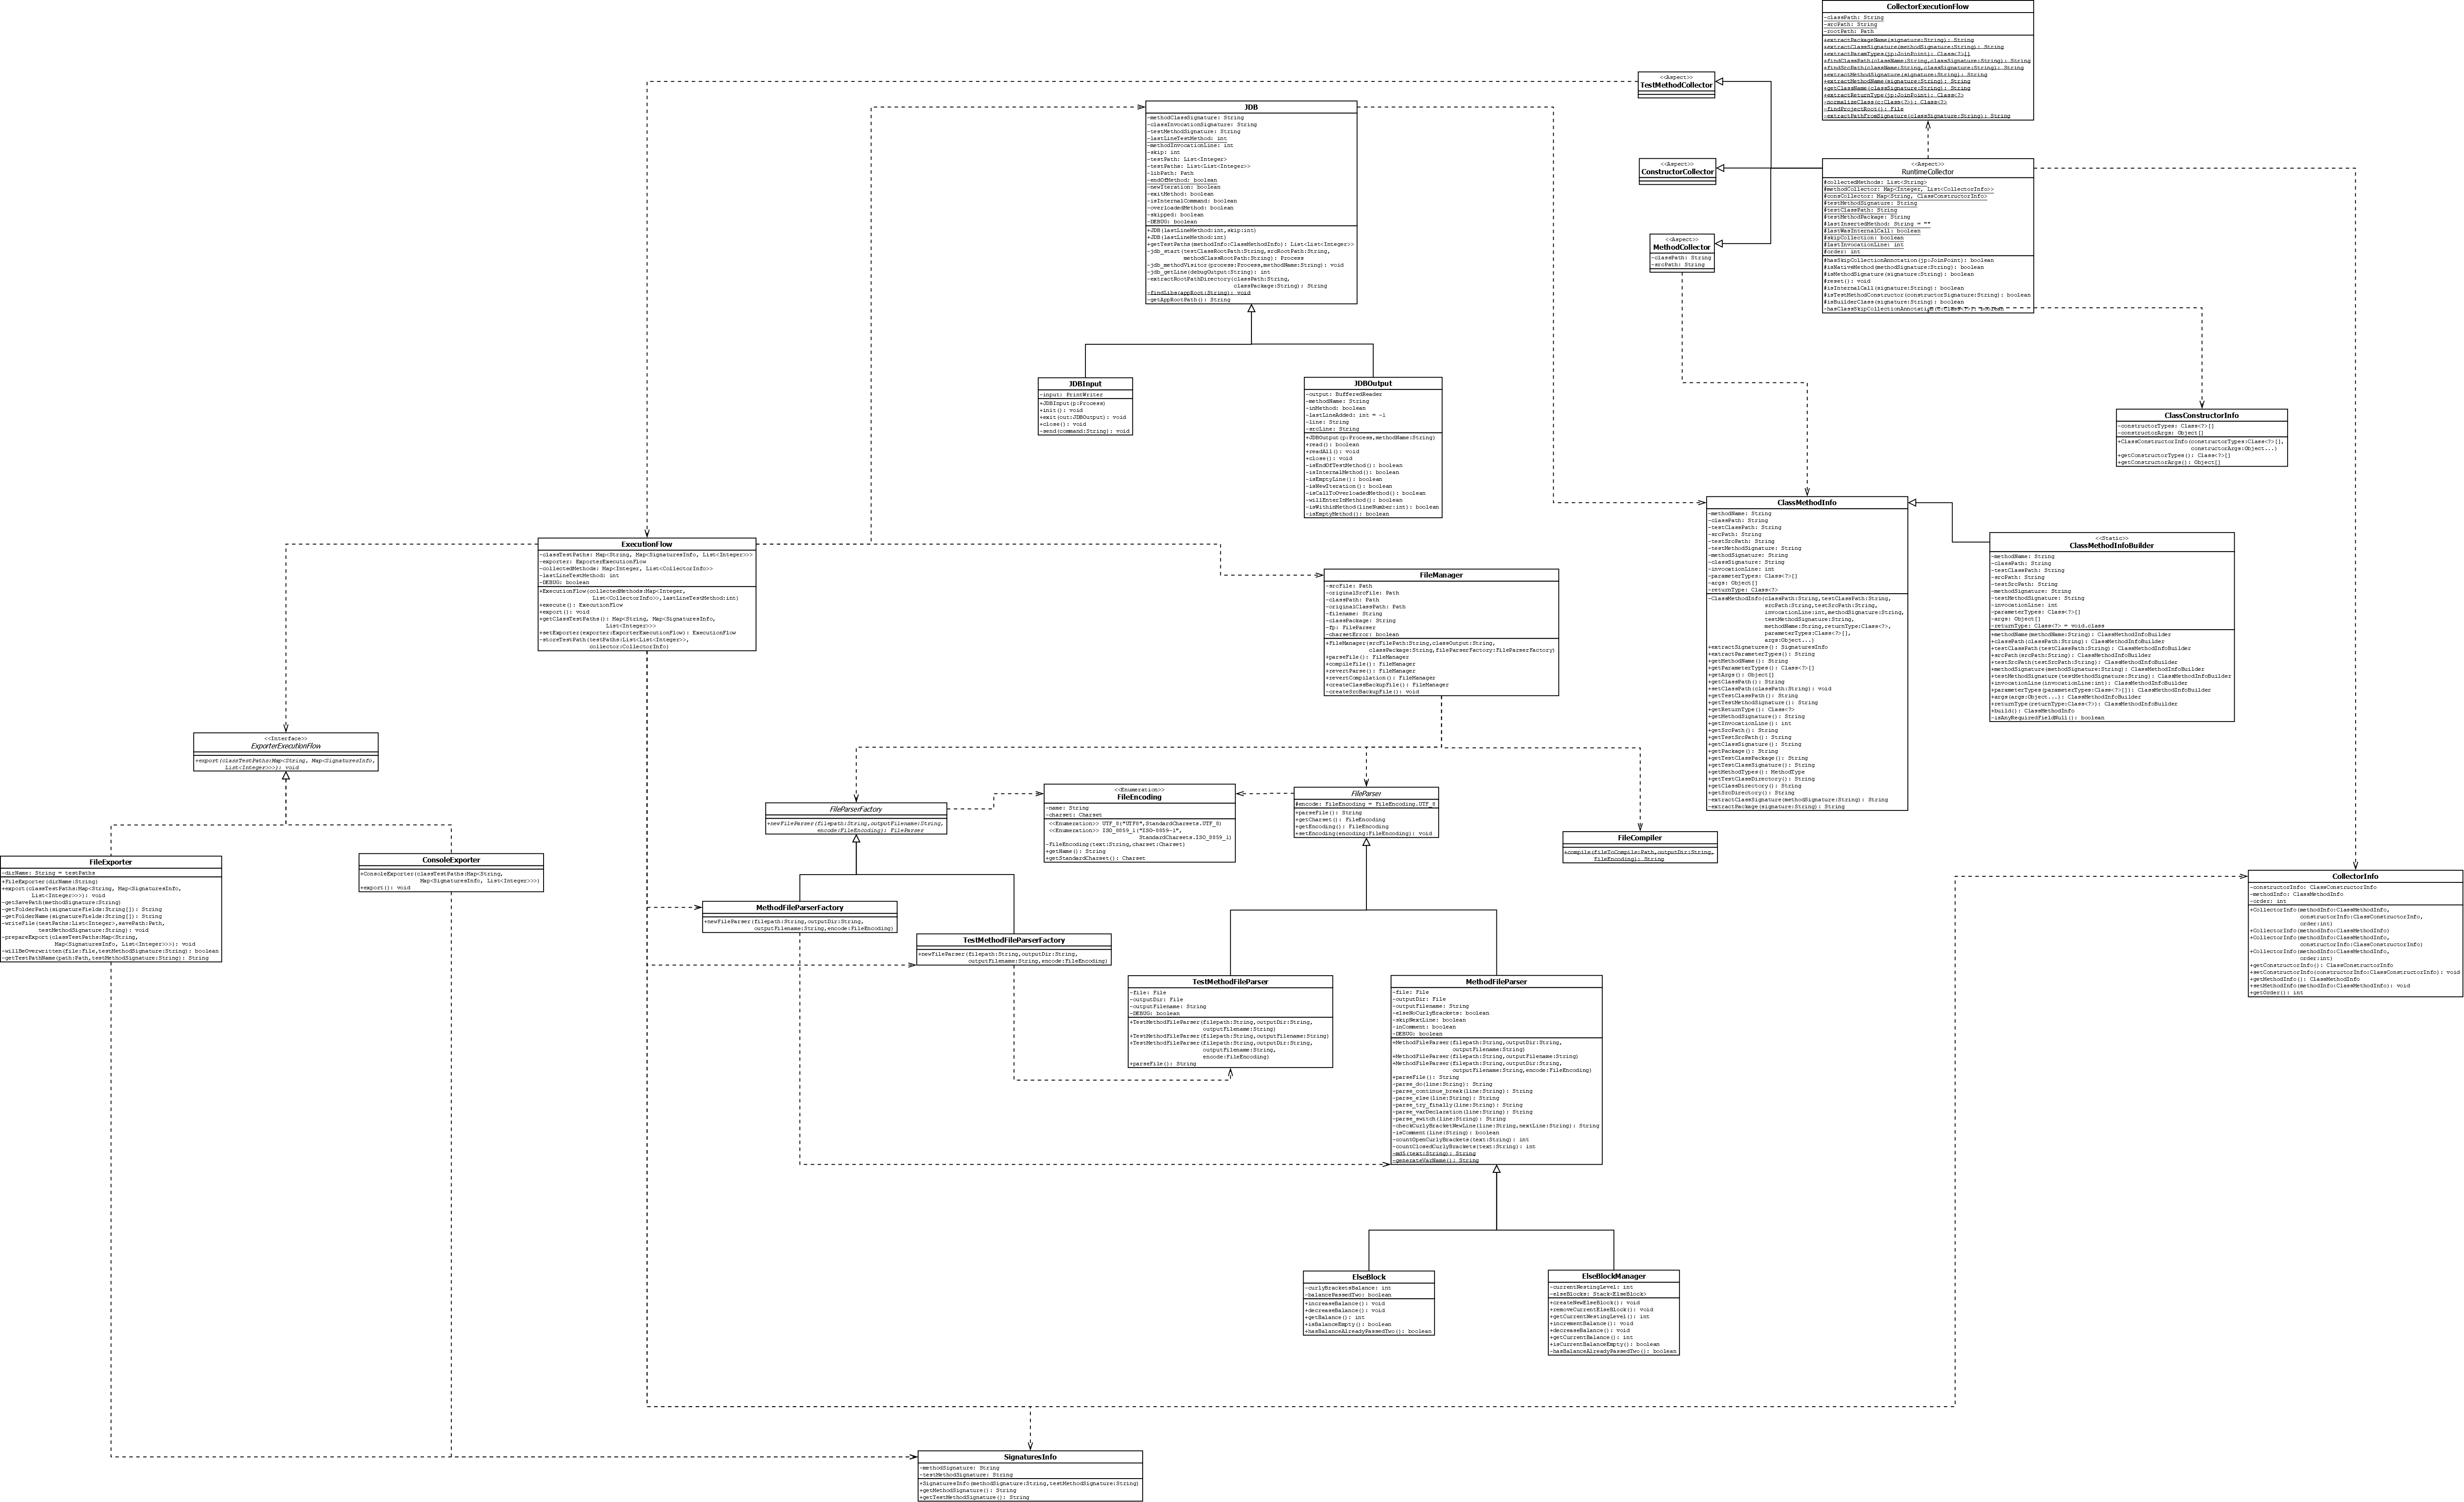 CollectorExecutionFlow
-classPath: String
-srcPath: String
-rootPath: Path
+extractPackageName(signature:String): String
+extractClassSignature(methodSignature:String): String
+extractParamTypes(jp:JoinPoint): Class<?>[]
+findClassPath(className:String,classSignature:String): String
+findSrcPath(className:String,classSignature:String): String
+extractMethodSignature(signature:String): String
+extractMethodName(signature:String): String
+getClassName(classSignature:String): String
+extractReturnType(jp:JoinPoint): Class<?>
-normalizeClass(c:Class<?>): Class<?>
-findProjectRoot(): File
-extractPathFromSignature(classSignature:String): String
<<Aspect>>
TestMethodCollector
<<Aspect>>
ConstructorCollector
<<Aspect>>
MethodCollector
-classPath: String
-srcPath: String
<<Aspect>>
RuntimeCollector
#collectedMethods: List<String>
#methodCollector: Map<Integer, List<CollectorInfo>>
#consCollector: Map<String, ClassConstructorInfo>
#testMethodSignature: String
#testClassPath: String
#testMethodPackage: String
#lastInsertedMethod: String = ""
#lastWasInternalCall: boolean
#skipCollection: boolean
#lastInvocationLine: int
#order: int
#hasSkipCollectionAnnotation(jp:JoinPoint): boolean
#isNativeMethod(methodSignature:String): boolean
#isMethodSignature(signature:String): boolean
#reset(): void
#isInternalCall(signature:String): boolean
#isTestMethodConstructor(constructorSignature:String): boolean
#isBuilderClass(signature:String): boolean
-hasClassSkipCollectionAnnotation(c:Class<?>): boolean
JDB
-methodClassSignature: String
-classInvocationSignature: String
-testMethodSignature: String
-lastLineTestMethod: int
-methodInvocationLine: int
-skip: int
-testPath: List<Integer>
-testPaths: List<List<Integer>>
-libPath: Path
-endOfMethod: boolean
-newIteration: boolean
-exitMethod: boolean
-isInternalCommand: boolean
-overloadedMethod: boolean
-skipped: boolean
-DEBUG: boolean
+JDB(lastLineMethod:int,skip:int)
+JDB(lastLineMethod:int)
+getTestPaths(methodInfo:ClassMethodInfo): List<List<Integer>>
-jdb_start(testClassRootPath:String,srcRootPath:String,
methodClassRootPath:String): Process
-jdb_methodVisitor(process:Process,methodName:String): void
-jdb_getLine(debugOutput:String): int
-extractRootPathDirectory(classPath:String,
classPackage:String): String
-findLibs(appRoot:String): void
-getAppRootPath(): String
JDBInput
-input: PrintWriter
+JDBInput(p:Process)
+init(): void
+exit(out:JDBOutput): void
+close(): void
-send(command:String): void
JDBOutput
-output: BufferedReader
-methodName: String
-inMethod: boolean
-lastLineAdded: int = -1
-line: String
-srcLine: String
+JDBOutput(p:Process,methodName:String)
+read(): boolean
+readAll(): void
+close(): void
-isEndOfTestMethod(): boolean
-isInternalMethod(): boolean
-isEmptyLine(): boolean
-isNewIteration(): boolean
-isCallToOverloadedMethod(): boolean
-willEnterInMethod(): boolean
-isWithinMethod(lineNumber:int): boolean
-isEmptyMethod(): boolean
ClassConstructorInfo
-constructorTypes: Class<?>[]
-constructorArgs: Object[]
+ClassConstructorInfo(constructorTypes:Class<?>[],
constructorArgs:Object...)
+getConstructorTypes(): Class<?>[]
+getConstructorArgs(): Object[]
ClassMethodInfo
-methodName: String
-classPath: String
-testClassPath: String
-srcPath: String
-testSrcPath: String
-testMethodSignature: String
-methodSignature: String
-classSignature: String
-invocationLine: int
-parameterTypes: Class<?>[]
-args: Object[]
-returnType: Class<?>
-ClassMethodInfo(classPath:String,testClassPath:String,
srcPath:String,testSrcPath:String,
invocationLine:int,methodSignature:String,
testMethodSignature:String,
methodName:String,returnType:Class<?>,
parameterTypes:Class<?>[],
args:Object...)
+extractSignatures(): SignaturesInfo
+extractParameterTypes(): String
+getMethodName(): String
+getParameterTypes(): Class<?>[]
+getArgs(): Object[]
+getClassPath(): String
+setClassPath(classPath:String): void
+getTestClassPath(): String
+getTestMethodSignature(): String
+getReturnType(): Class<?>
+getMethodSignature(): String
+getInvocationLine(): int
+getSrcPath(): String
+getTestSrcPath(): String
+getClassSignature(): String
+getPackage(): String
+getTestClassPackage(): String
+getTestClassSignature(): String
+getMethodTypes(): MethodType
+getTestClassDirectory(): String
+getClassDirectory(): String
+getSrcDirectory(): String
-extractClassSignature(methodSignature:String): String
-extractPackage(signature:String): String
<<Static>>
ClassMethodInfoBuilder
-methodName: String
-classPath: String
-testClassPath: String
-srcPath: String
-testSrcPath: String
-methodSignature: String
-testMethodSignature: String
-invocationLine: int
-parameterTypes: Class<?>[]
-args: Object[]
-returnType: Class<?> = void.class
+methodName(methodName:String): ClassMethodInfoBuilder
+classPath(classPath:String): ClassMethodInfoBuilder
+testClassPath(testClassPath:String): ClassMethodInfoBuilder
+srcPath(srcPath:String): ClassMethodInfoBuilder
+testSrcPath(testSrcPath:String): ClassMethodInfoBuilder
+methodSignature(methodSignature:String): ClassMethodInfoBuilder
+testMethodSignature(testMethodSignature:String): ClassMethodInfoBuilder
+invocationLine(invocationLine:int): ClassMethodInfoBuilder
+parameterTypes(parameterTypes:Class<?>[]): ClassMethodInfoBuilder
+args(args:Object...): ClassMethodInfoBuilder
+returnType(returnType:Class<?>): ClassMethodInfoBuilder
+build(): ClassMethodInfo
-isAnyRequiredFieldNull(): boolean
ExecutionFlow
-classTestPaths: Map<String, Map<SignaturesInfo, List<Integer>>>
-exporter: ExporterExecutionFlow
-collectedMethods: Map<Integer, List<CollectorInfo>>
-lastLineTestMethod: int
-DEBUG: boolean
+ExecutionFlow(collectedMethods:Map<Integer,
List<CollectorInfo>>,lastLineTestMethod:int)
+execute(): ExecutionFlow
+export(): void
+getClassTestPaths(): Map<String, Map<SignaturesInfo,
List<Integer>>>
+setExporter(exporter:ExporterExecutionFlow): ExecutionFlow
-storeTestPath(testPaths:List<List<Integer>>,
collector:CollectorInfo)
FileManager
-srcFile: Path
-originalSrcFile: Path
-classPath: Path
-originalClassPath: Path
-filename: String
-classPackage: String
-fp: FileParser
-charsetError: boolean
+FileManager(srcFilePath:String,classOutput:String,
classPackage:String,fileParserFactory:FileParserFactory)
+parseFile(): FileManager
+compileFile(): FileManager
+revertParse(): FileManager
+revertCompilation(): FileManager
+createClassBackupFile(): FileManager
-createSrcBackupFile(): void
<<Interface>>
ExporterExecutionFlow
+export(classTestPaths:Map<String, Map<SignaturesInfo,
List<Integer>>>): void
FileParserFactory
+newFileParser(filepath:String,outputFilename:String,
encode:FileEncoding): FileParser
<<Enumeration>>
FileEncoding
-name: String
-charset: Charset
<<Enumeration>> UTF_8("UTF8",StandardCharsets.UTF_8)
<<Enumeration>> ISO_8859_1("ISO-8859-1",
StandardCharsets.ISO_8859_1)
-FileEncoding(text:String,charset:Charset)
+getName(): String
+getStandardCharset(): Charset
FileParser
#encode: FileEncoding = FileEncoding.UTF_8
+parseFile(): String
+getCharset(): FileEncoding
+getEncoding(): FileEncoding
+setEncoding(encoding:FileEncoding): void
FileCompiler
+compile(fileToCompile:Path,outputDir:String,
FileEncoding): String
FileExporter
-dirName: String = testPaths
+FileExporter(dirName:String)
+export(classTestPaths:Map<String, Map<SignaturesInfo,
List<Integer>>>): void
-getSavePath(methodSignature:String)
-getFolderPath(signatureFields:String[]): String
-getFolderName(signatureFields:String[]): String
-writeFile(testPaths:List<Integer>,savePath:Path,
testMethodSignature:String): void
-prepareExport(classTestPaths:Map<String,
Map<SignaturesInfo, List<Integer>>>): void
-willBeOverwritten(file:File,testMethodSignature:String): boolean
-getTestPathName(path:Path,testMethodSignature:String): String
ConsoleExporter
+ConsoleExporter(classTestPaths:Map<String,
Map<SignaturesInfo, List<Integer>>>)
+export(): void
MethodFileParserFactory
+newFileParser(filepath:String,outputDir:String,
outputFilename:String,encode:FileEncoding)
TestMethodFileParserFactory
+newFileParser(filepath:String,outputDir:String,
outputFilename:String,encode:FileEncoding)
CollectorInfo
-constructorInfo: ClassConstructorInfo
-methodInfo: ClassMethodInfo
-order: int
+CollectorInfo(methodInfo:ClassMethodInfo,
constructorInfo:ClassConstructorInfo,
order:int)
+CollectorInfo(methodInfo:ClassMethodInfo)
+CollectorInfo(methodInfo:ClassMethodInfo,
constructorInfo:ClassConstructorInfo)
+CollectorInfo(methodInfo:ClassMethodInfo,
order:int)
+getConstructorInfo(): ClassConstructorInfo
+setConstructorInfo(constructorInfo:ClassConstructorInfo): void
+getMethodInfo(): ClassMethodInfo
+setMethodInfo(methodInfo:ClassMethodInfo): void
+getOrder(): int
TestMethodFileParser
-file: File
-outputDir: File
-outputFilename: String
-DEBUG: boolean
+TestMethodFileParser(filepath:String,outputDir:String,
outputFilename:String)
+TestMethodFileParser(filepath:String,outputFilename:String)
+TestMethodFileParser(filepath:String,outputDir:String,
outputFilename:String,
encode:FileEncoding)
+parseFile(): String
MethodFileParser
-file: File
-outputDir: File
-outputFilename: String
-elseNoCurlyBrackets: boolean
-skipNextLine: boolean
-inComment: boolean
-DEBUG: boolean
+MethodFileParser(filepath:String,outputDir:String,
outputFilename:String)
+MethodFileParser(filepath:String,outputFilename:String)
+MethodFileParser(filepath:String,outputDir:String,
outputFilename:String,encode:FileEncoding)
+parseFile(): String
-parse_do(line:String): String
-parse_continue_break(line:String): String
-parse_else(line:String): String
-parse_try_finally(line:String): String
-parse_varDeclaration(line:String): String
-parse_switch(line:String): String
-checkCurlyBracketNewLine(line:String,nextLine:String): String
-isComment(line:String): boolean
-countOpenCurlyBrackets(text:String): int
-countClosedCurlyBrackets(text:String): int
-md5(text:String): String
-generateVarName(): String
ElseBlock
-curlyBracketsBalance: int
-balancePassedTwo: boolean
+increaseBalance(): void
+decreaseBalance(): void
+getBalance(): int
+isBalanceEmpty(): boolean
+hasBalanceAlreadyPassedTwo(): boolean
ElseBlockManager
-currentNestingLevel: int
-elseBlocks: Stack<ElseBlock>
+createNewElseBlock(): void
+removeCurrentElseBlock(): void
+getCurrentNestingLevel(): int
+incrementBalance(): void
+decreaseBalance(): void
+getCurrentBalance(): int
+isCurrentBalanceEmpty(): boolean
-hasBalanceAlreadyPassedTwo(): boolean
SignaturesInfo
-methodSignature: String
-testMethodSignature: String
+SignaturesInfo(methodSignature:String,testMethodSignature:String)
+getMethodSignature(): String
+getTestMethodSignature(): String